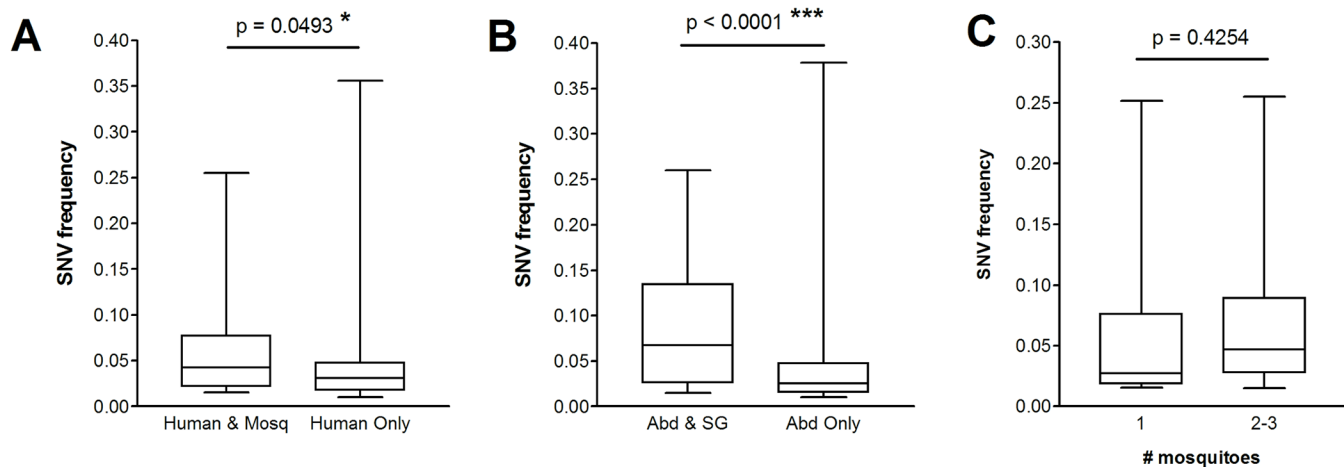 A
p = 0.0493 *
SNV frequency
0.40
0.35
0.30
0.25
0.20
0.15
0.10
0.05
0.00
Human & Mosq Human Only
B
p < 0.0001 ***
SNV frequency
0.40
0.35
0.30
0.25
0.20
0.15
0.10
0.05
0.00
Abd & SG Abd Only
C
p = 0.4254
SNV frequency
0.30
0.25
0.20
0.15
0.10
0.05
0.00
1 2-3
# mosquitoes